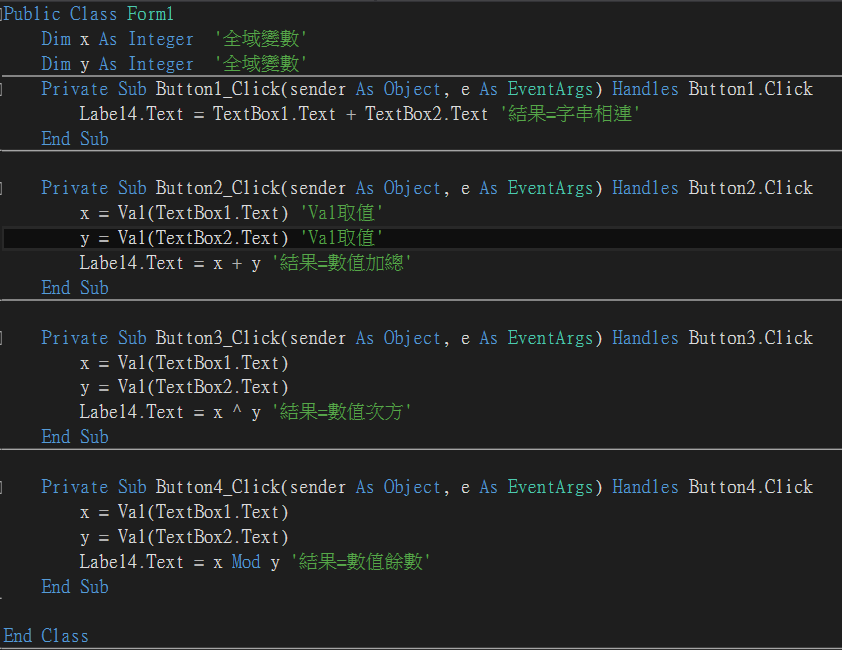 Public Class Form1
Dim x As Integer '全域變數'
Dim y As Integer '全域變數'
Private Sub Button1_Click(sender As Object, e As EventArgs) Handles Button1.Click
Label4.Text = TextBox1.Text + TextBox2.Text '結果=字串相連'
End Sub
Private Sub Button2_Click(sender As Object, e As EventArgs) Handles Button2.Click
x = Val(TextBox1.Text) 'Val取值'
y = Val(TextBox2.Text) 'Val取值'
Label4.Text = x + y '結果=數值加總'
End Sub
Private Sub Button3_Click(sender As Object, e As EventArgs) Handles Button3.Click
x = Val(TextBox1.Text)
y = Val(TextBox2.Text)
Label4.Text = x ^ y '結果=數值次方'
End Sub
Private Sub Button4_Click(sender As Object, e As EventArgs) Handles Button4.Click
x = Val(TextBox1.Text)
y = Val(TextBox2.Text)
Label4.Text = x Mod y '結果=數值餘數'
End Sub
End Class